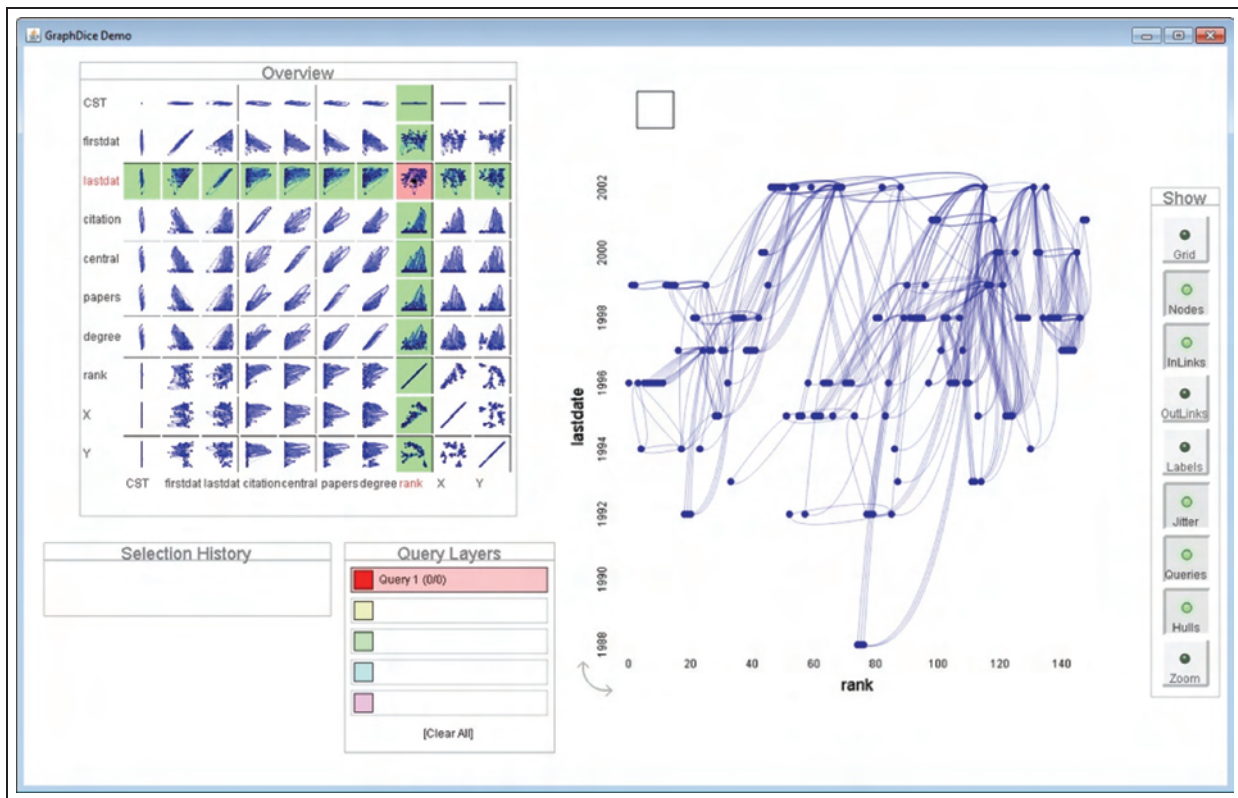 GraphDice Demo
Overview
CST
firstdat
lastdat
citation
central
papers
degree
rank
X
Y
CST firstdat lastdat citation central papers degree rank X Y
Selection History
Query Layers
Query 1 (0/0)
[Clear All]
lastdate
2002
2000
1998
1996
1994
1992
1990
1988
0 20 40 60 80 100 120 140
rank
Show
Grid
Nodes
InLinks
OutLinks
Labels
Jitter
Queries
Hulls
Zoom